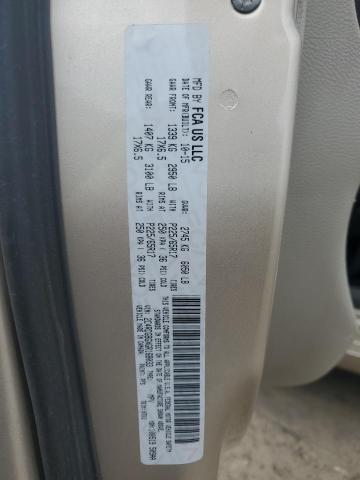 MFD BY FCA US LLC
DATE OF MFR(BUILT): 10-15 GVWR: 2745 KG 6050 LB
GAWR FRONT: 1339 KG 2950 LB WITH P225/65R17 TIRES
17X6.5 RIMS AT 250 KPA / 36 PSI COLD
GAWR REAR: 1407 KG 3100 LB WITH P225/65R17 TIRES
17X6.5 RIMS AT 250 KPA / 36 PSI COLD
THIS VEHICLE CONFORMS TO ALL APPLICABLE U.S.A. FEDERAL MOTOR VEHICLE SAFETY
STANDARDS IN EFFECT ON THE DATE OF MANUFACTURE SHOWN ABOVE.
MADE IN CANADA